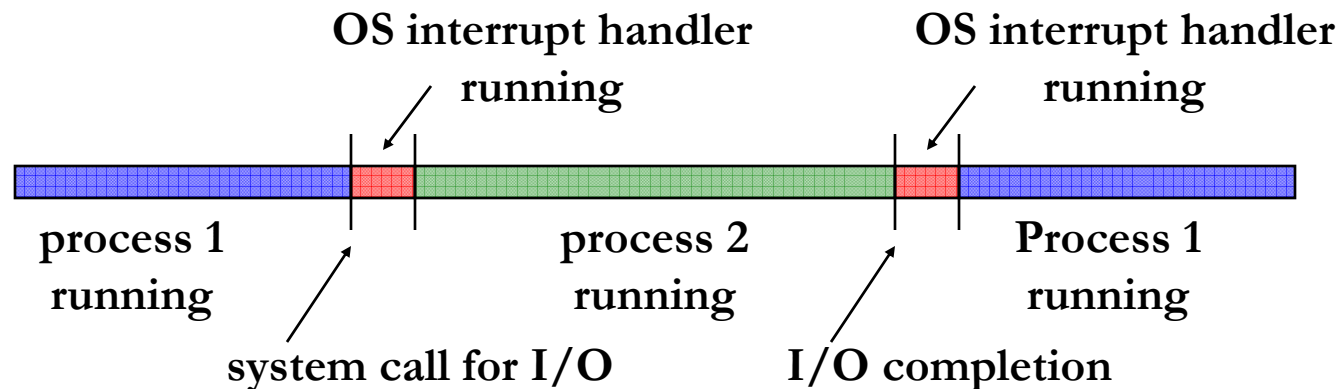 OS interrupt handler
running
OS interrupt handler
running
process 1
running
process 2
running
Process 1
running
system call for I/O
I/O completion